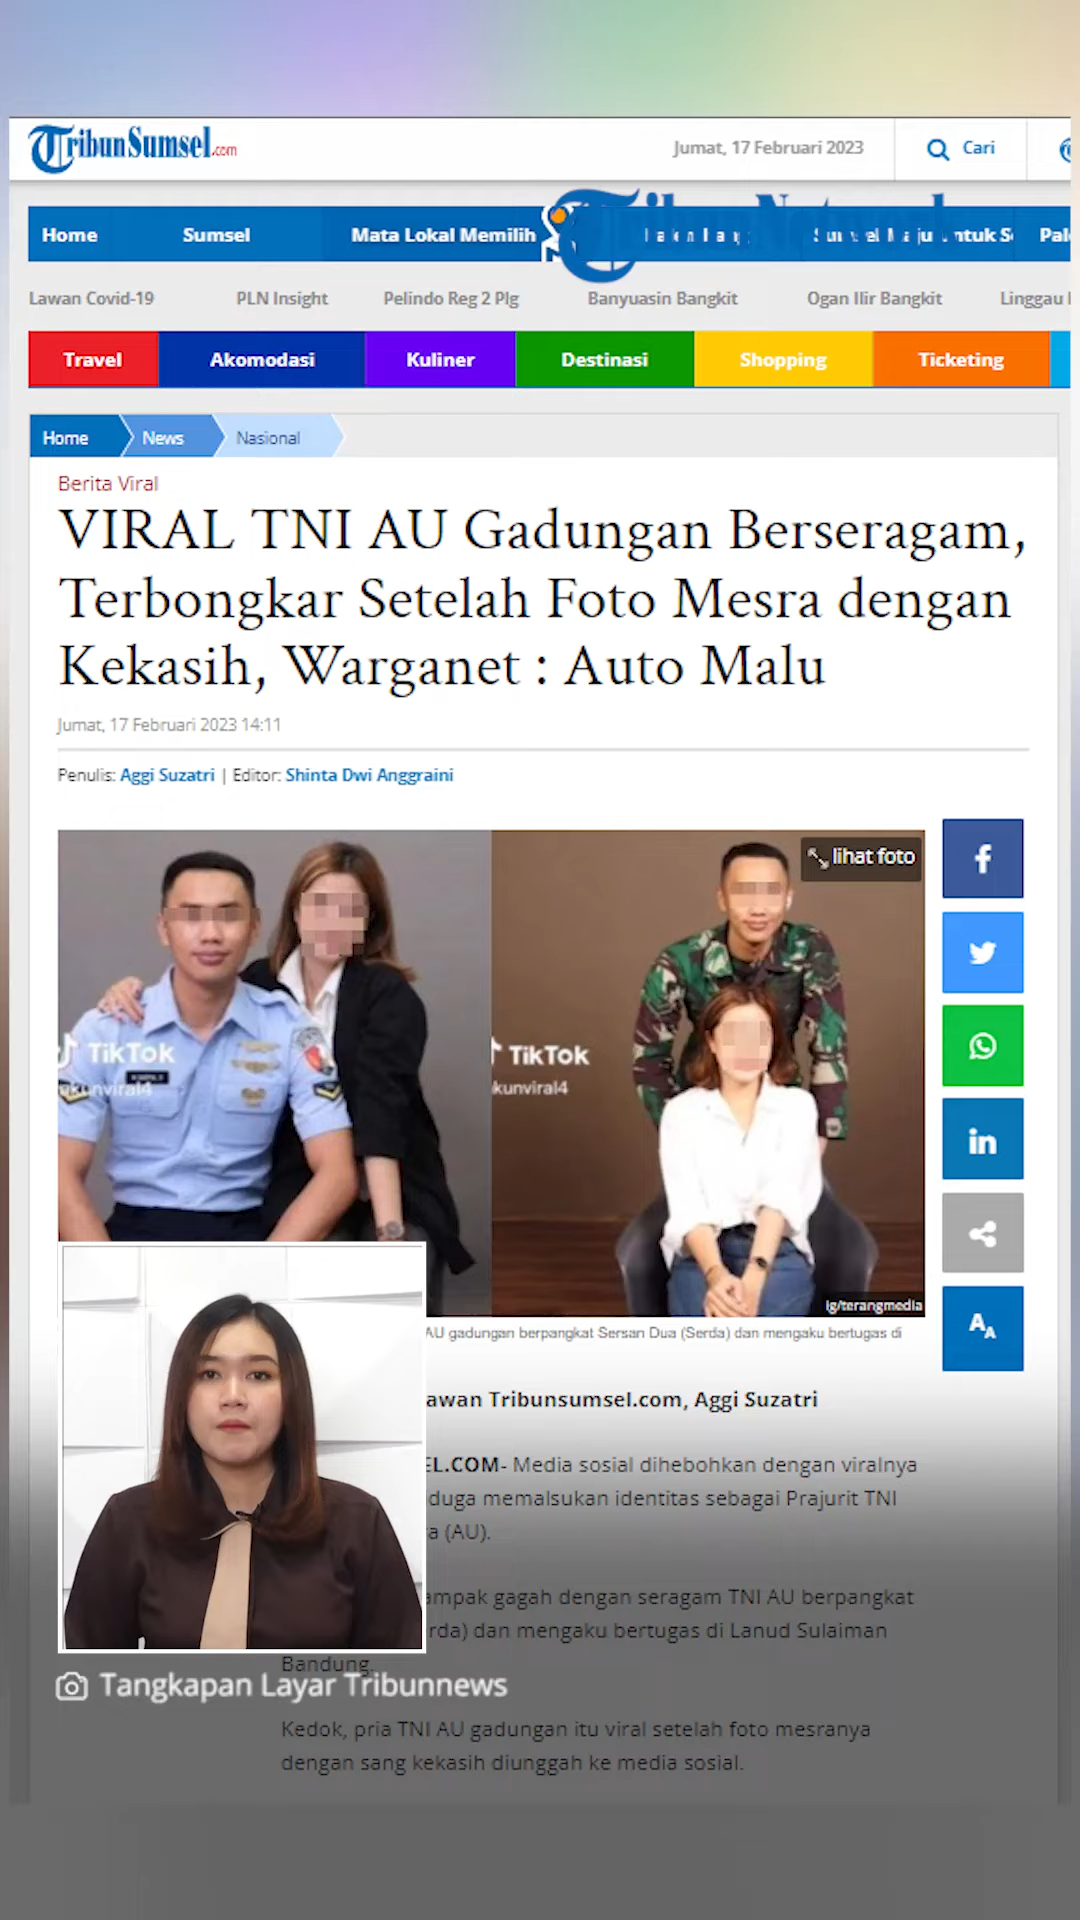 TribunSumsel.com
Jumat, 17 Februari 2023
Cari
Home Sumsel Mata Lokal Memilih
Lawan Covid-19 PLN Insight Pelindo Reg 2 Plg Banyuasin Bangkit Ogan Ilir Bangkit Linggau
Travel Akomodasi Kuliner Destinasi Shopping Ticketing
Home News Nasional
Berita Viral
VIRAL TNI AU Gadungan Berseragam,
Terbongkar Setelah Foto Mesra dengan
Kekasih, Warganet : Auto Malu
Jumat, 17 Februari 2023 14:11
Penulis: Aggi Suzatri | Editor: Shinta Dwi Anggraini
lihat foto
TikTok
akunviral4
TikTok
kunviral4
ig/terangmedia
AU gadungan berpangkat Sersan Dua (Serda) dan mengaku bertugas di
awan Tribunsumsel.com, Aggi Suzatri
EL.COM- Media sosial dihebohkan dengan viralnya
duga memalsukan identitas sebagai Prajurit TNI
a (AU).
ampak gagah dengan seragam TNI AU berpangkat
rda) dan mengaku bertugas di Lanud Sulaiman
Bandung.
Tangkapan Layar Tribunnews
Kedok, pria TNI AU gadungan itu viral setelah foto mesranya
dengan sang kekasih diunggah ke media sosial.